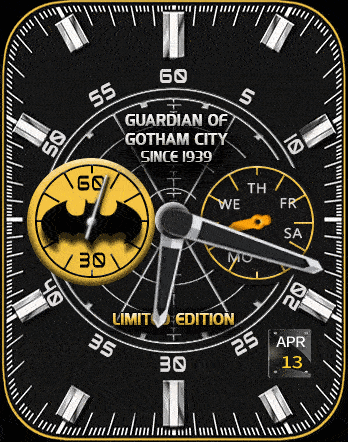 60
55
5
50
10
GUARDIAN OF
GOTHAM CITY
SINCE 1939
60
30
TH
WE
FR
SA
MO
20
LIMITED EDITION
35
25
30
APR
13